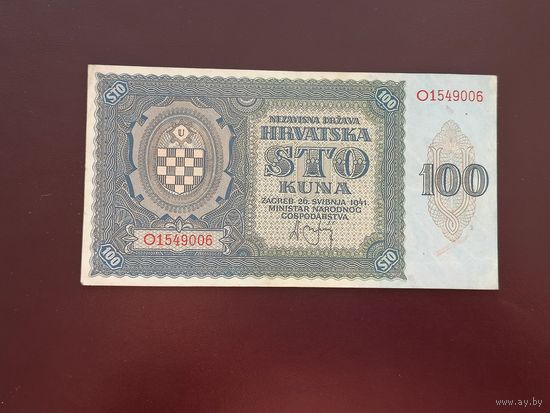 STO
100
O1549006
U
NEZAVISNA DRŽAVA
HRVATSKA
STO
KUNA
ZAGREB, 26. SVIBNJA 1941.
MINISTAR NARODNOG
GOSPODARSTVA
100
O1549006
100
STO
www.ay.by